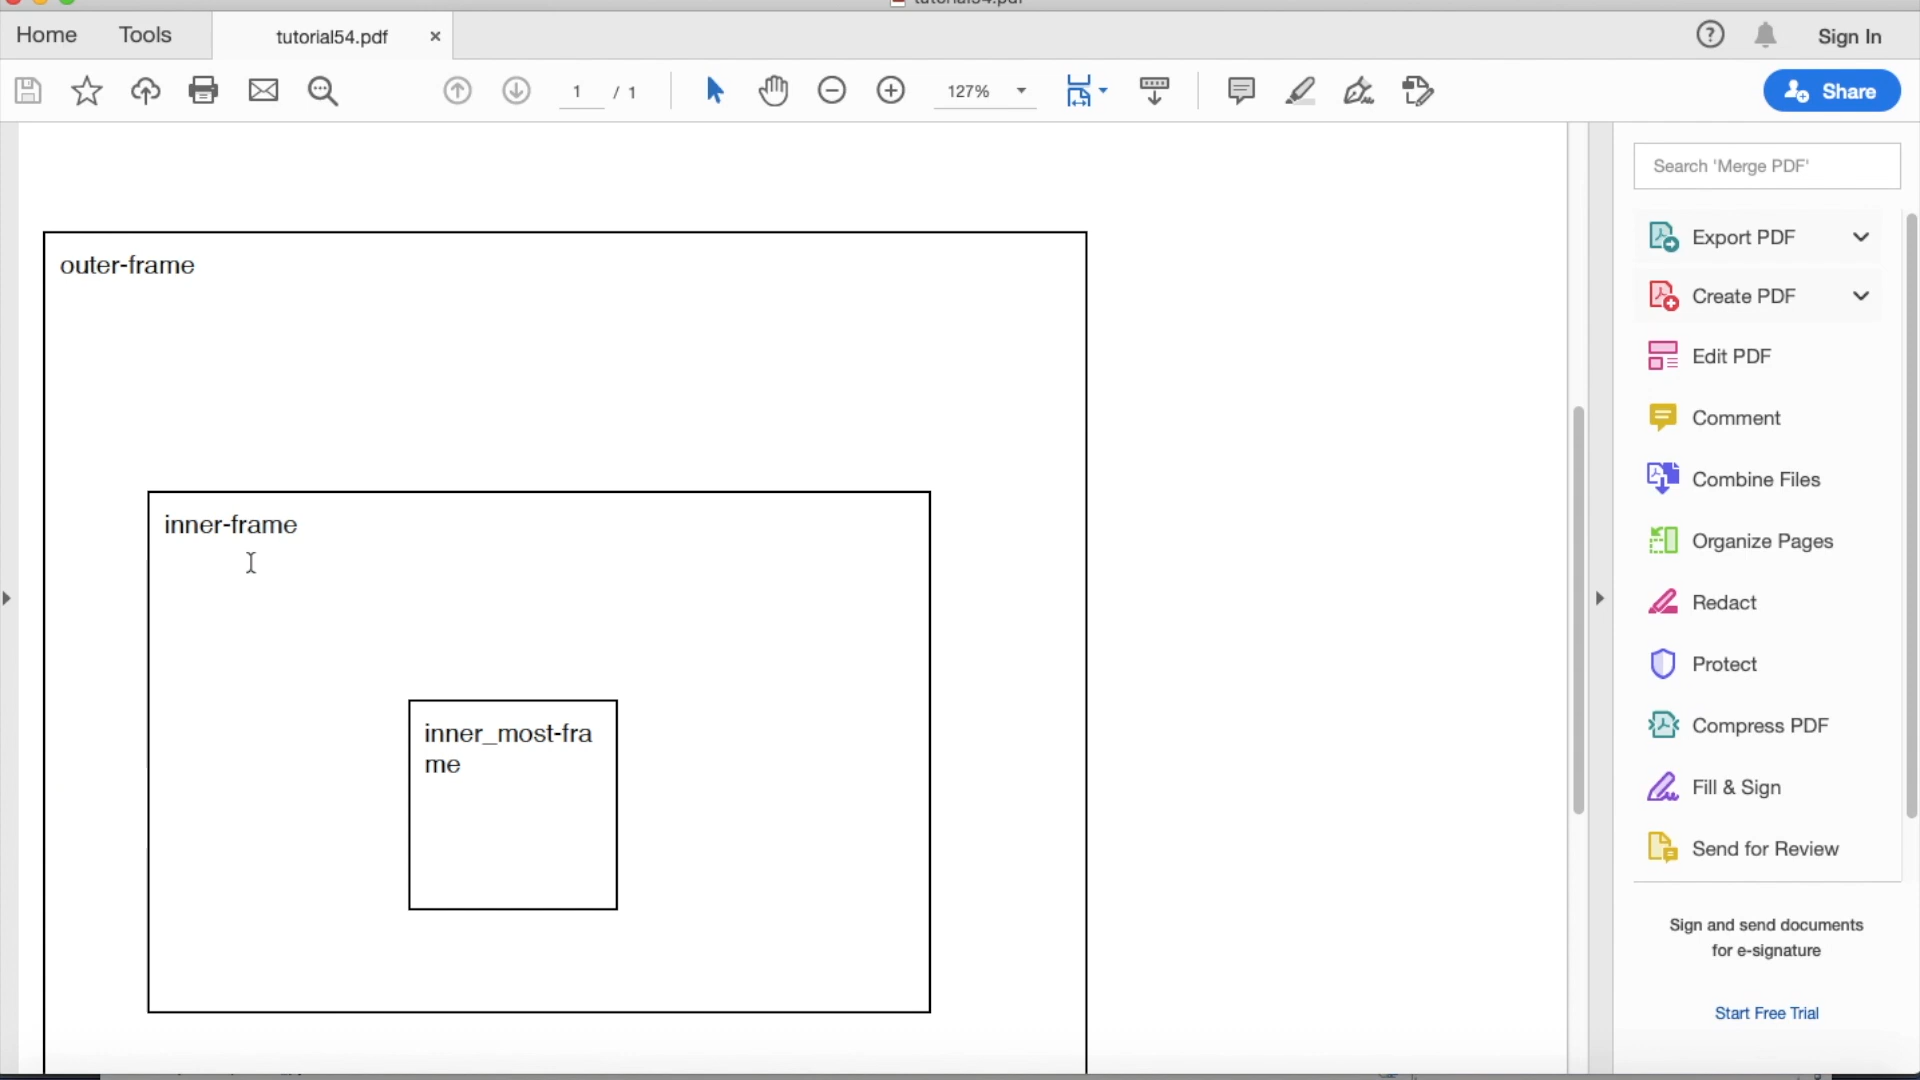 tutorial54.pdf
Home
Tools
tutorial54.pdf
Sign In
1 / 1
127%
Share
Search 'Merge PDF'
outer-frame
Export PDF
Create PDF
Edit PDF
Comment
Combine Files
inner-frame
Organize Pages
Redact
Protect
inner_most-fra
me
Compress PDF
Fill & Sign
Send for Review
Sign and send documents
for e-signature
Start Free Trial